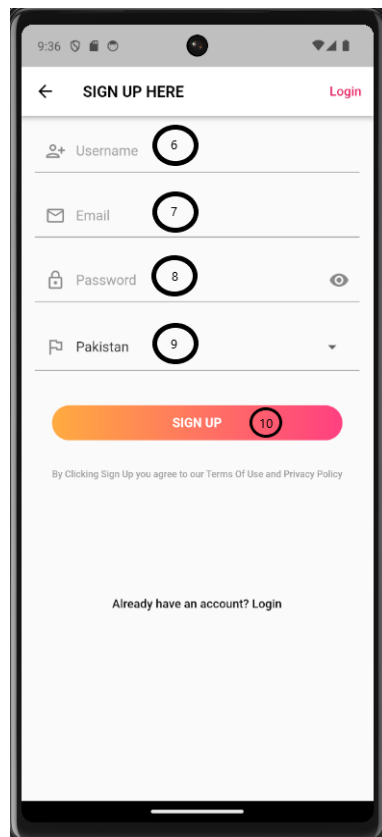 9:36
SIGN UP HERE Login
Username 6
Email 7
Password 8
Pakistan 9
SIGN UP 10
By Clicking Sign Up you agree to our Terms Of Use and Privacy Policy
Already have an account? Login